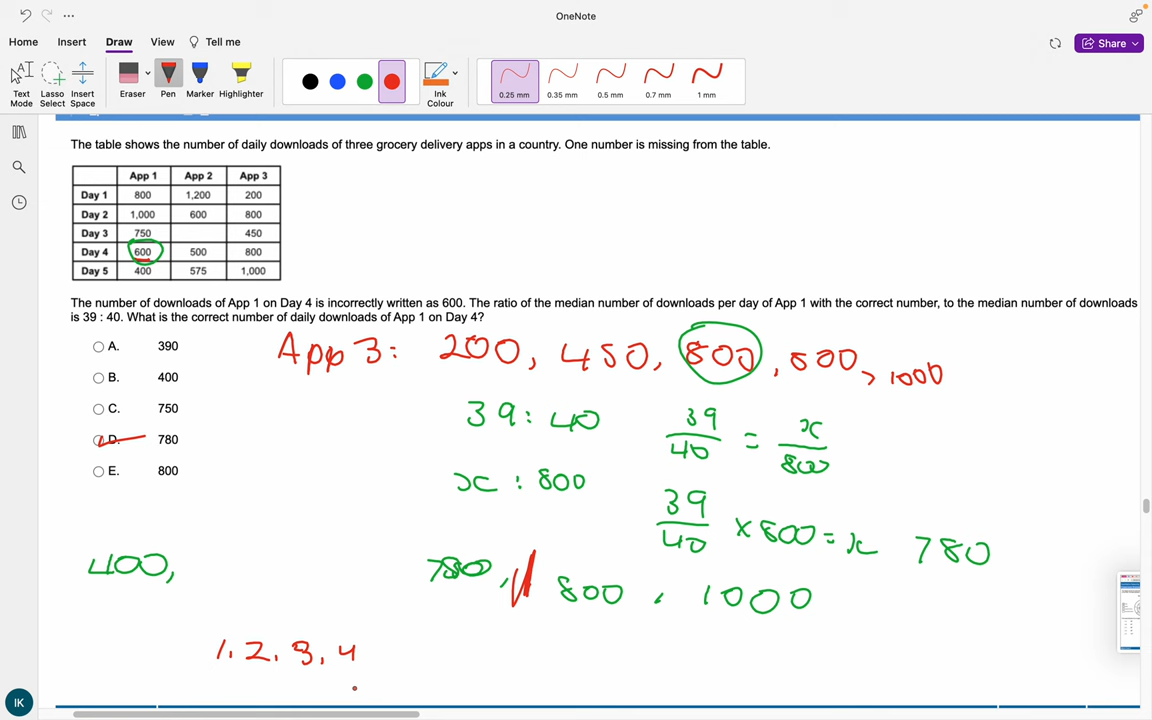 OneNote
Home Insert Draw View Tell me
Share
Text Mode
Lasso Select
Insert Space
Eraser
Pen
Marker
Highlighter
Ink Colour
0.25 mm
0.35 mm
0.5 mm
0.7 mm
1 mm
The table shows the number of daily downloads of three grocery delivery apps in a country. One number is missing from the table.
App 1 App 2 App 3
Day 1 800 1,200 200
Day 2 1,000 600 800
Day 3 750 450
Day 4 600 500 800
Day 5 400 575 1,000
The number of downloads of App 1 on Day 4 is incorrectly written as 600. The ratio of the median number of downloads per day of App 1 with the correct number, to the median number of downloads
is 39 : 40. What is the correct number of daily downloads of App 1 on Day 4?
A. 390
B. 400
C. 750
D. 780
E. 800
App 3: 200, 450, 800, 800, 1000
39 : 40
39/40 = x/800
x : 800
39/40 × 800 = x 780
400, 780, 800, 1000
1, 2, 3, 4
IK